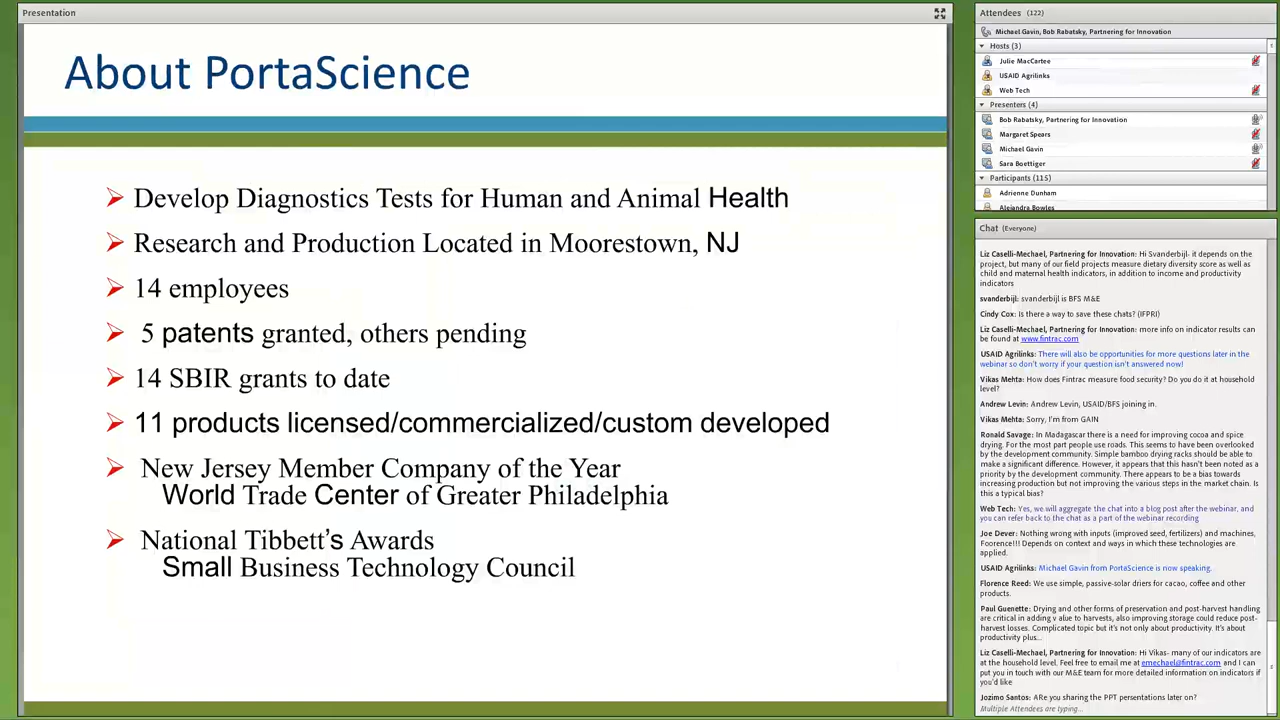 Presentation
About PortaScience
Develop Diagnostics Tests for Human and Animal Health
Research and Production Located in Moorestown, NJ
14 employees
5 patents granted, others pending
14 SBIR grants to date
11 products licensed/commercialized/custom developed
New Jersey Member Company of the Year
World Trade Center of Greater Philadelphia
National Tibbett's Awards
Small Business Technology Council
Attendees (122)
Michael Gavin, Bob Rabatsky, Partnering for Innovation
Hosts (3)
Julie MacCartee
USAID Agrilinks
Web Tech
Presenters (4)
Bob Rabatsky, Partnering for Innovation
Margaret Spears
Michael Gavin
Sara Boettiger
Participants (115)
Adrienne Dunham
Alejandra Bowles
Chat (Everyone)
Liz Caselli-Mechael, Partnering for Innovation: Hi Svanderbijl- it depends on the
project, but many of our field projects measure dietary diversity score as well as
child and maternal health indicators, in addition to income and productivity
indicators
svanderbijl: svanderbijl is BFS M&E
Cindy Cox: Is there a way to save these chats? (IFPRI)
Liz Caselli-Mechael, Partnering for Innovation: more info on indicator results can
be found at www.fintrac.com
USAID Agrilinks: There will also be opportunities for more questions later in the
webinar so don't worry if your question isn't answered now!
Vikas Mehta: How does Fintrac measure food security? Do you do it at household
level?
Andrew Levin: Andrew Levin, USAID/BFS joining in.
Vikas Mehta: Sorry, I'm from GAIN
Ronald Savage: In Madagascar there is a need for improving cocoa and spice
drying. For the most part people use roads. This seems to have been overlooked
by the development community. Simple bamboo drying racks should be able to
make a significant difference. However, it appears that this hasn't been noted as a
priority by the development community. There appears to be a bias towards
increasing production but not improving the various steps in the market chain. Is
this a typical bias?
Web Tech: Yes, we will aggregate the chat into a blog post after the webinar, and
you can refer back to the chat as a part of the webinar recording
Joe Dever: Nothing wrong with inputs (improved seed, fertilizers) and machines,
Foorence!!! Depends on context and ways in which these technologies are
applied.
USAID Agrilinks: Michael Gavin from PortaScience is now speaking.
Florence Reed: We use simple, passive-solar driers for cacao, coffee and other
products.
Paul Guenette: Drying and other forms of preservation and post-harvest handling
are critical in adding v alue to harvests, also improving storage could reduce post-
harvest losses. Complicated topic but it's not only about productivity. It's about
productivity plus...
Liz Caselli-Mechael, Partnering for Innovation: Hi Vikas- many of our indicators are
at the household level. Feel free to email me at emechael@fintrac.com and I can
put you in touch with our M&E team for more detailed information on indicators if
you'd like
Jozimo Santos: ARe you sharing the PPT persentations later on?
Multiple Attendees are typing...